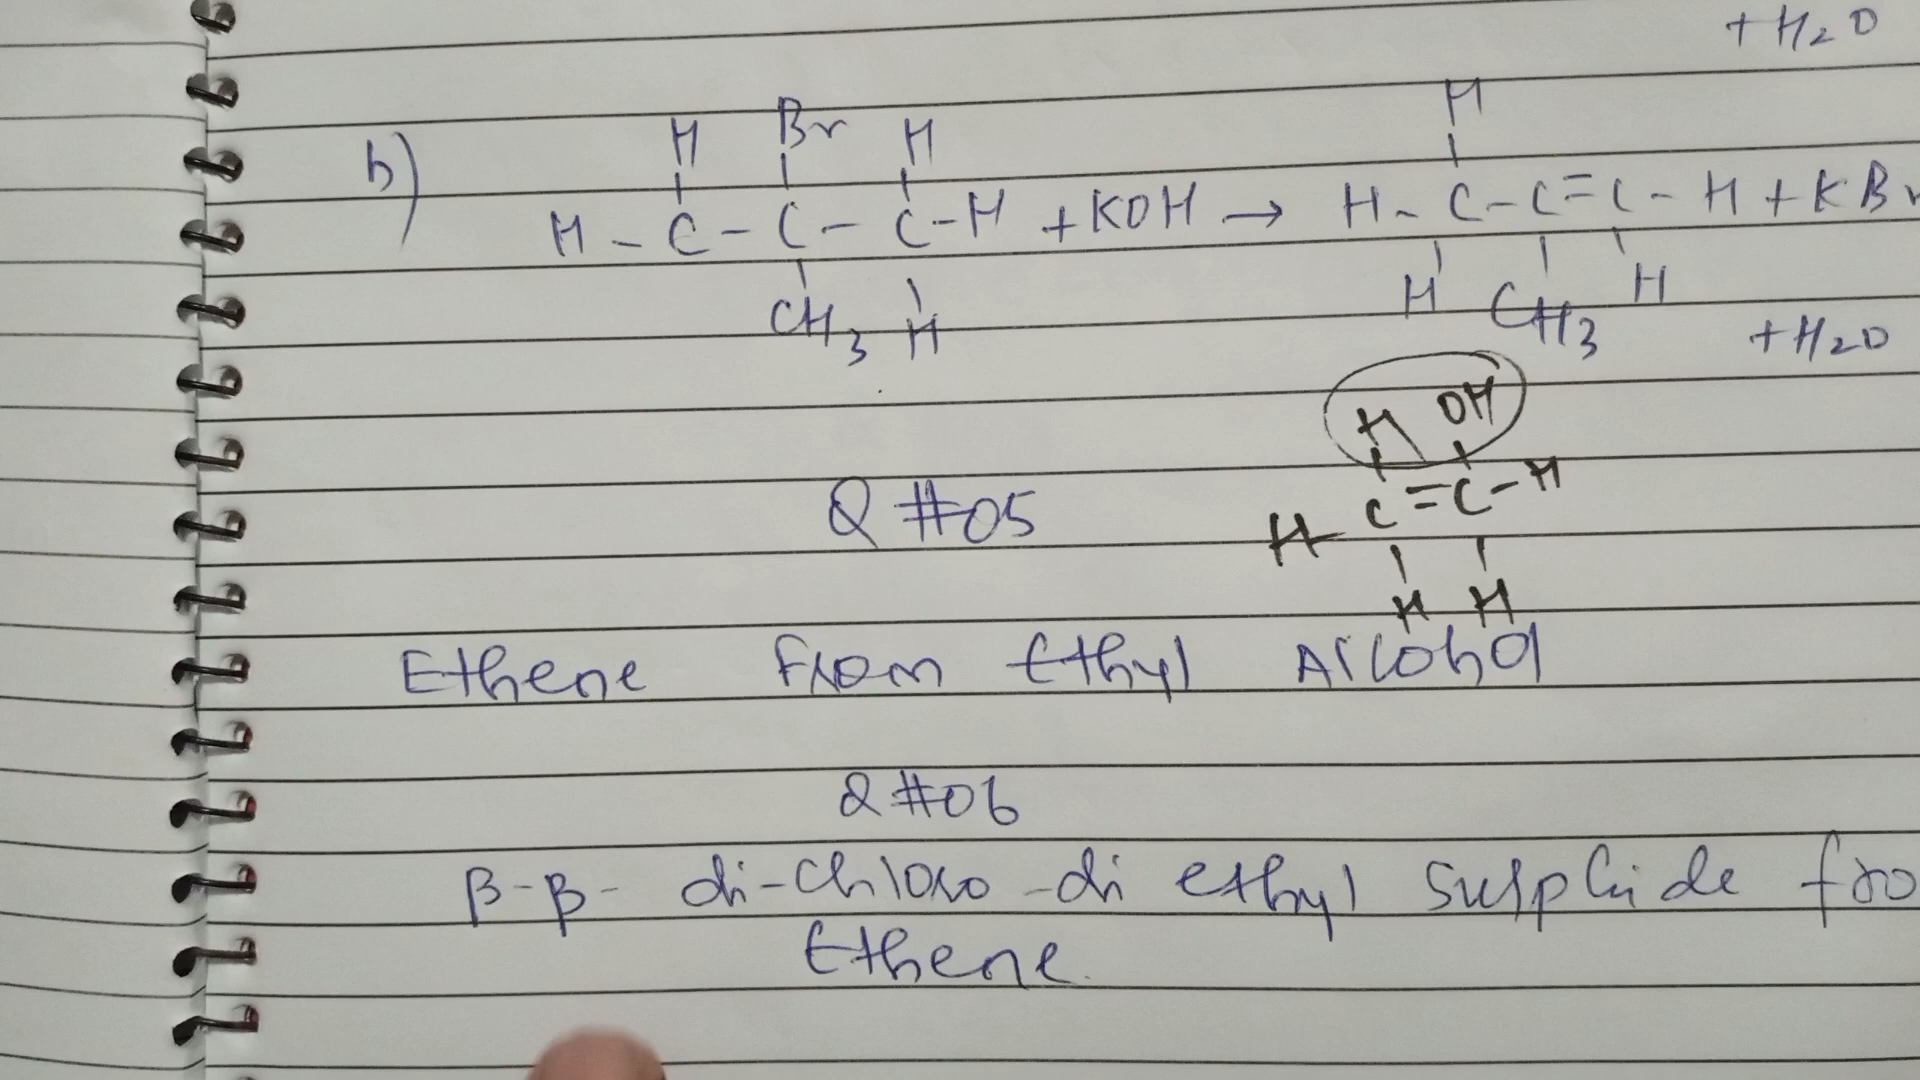 + H2O
H
b)
H Br H
H - C - C - C - H + KOH → H - C - C = C - H + KBr
CH3 H
H CH3 H
+ H2O
H OH
Q #05
H C = C - H
H H
Ethene From Ethyl Alcohol
Q #06
β-β- di-Chloro-di ethyl Sulphide fro
Ethene.